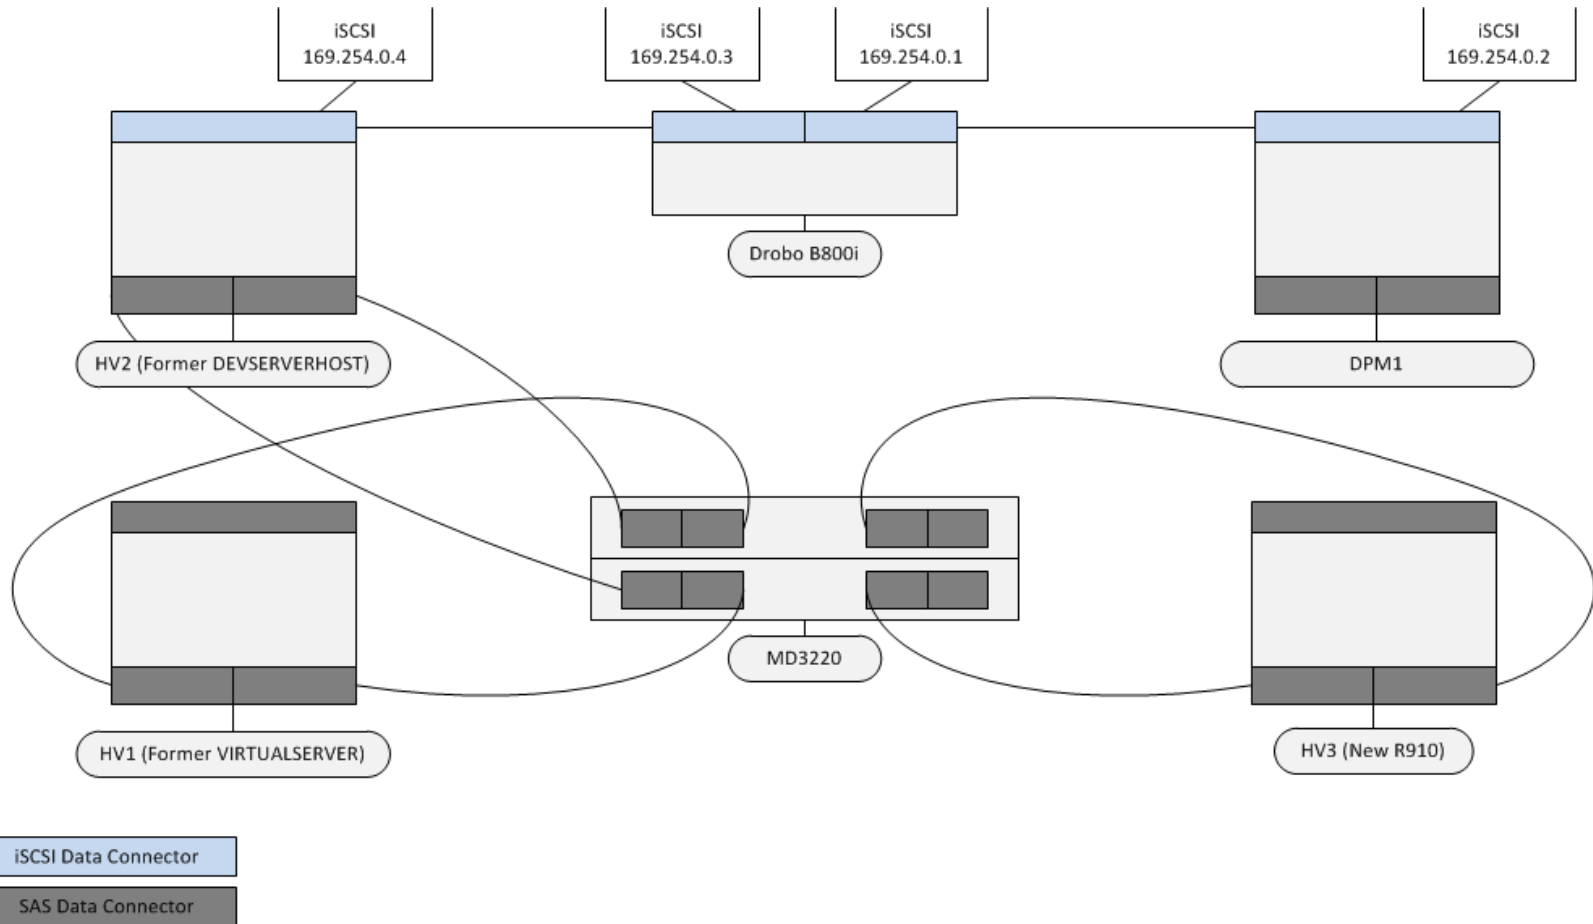 iSCSI
169.254.0.4
iSCSI
169.254.0.3
iSCSI
169.254.0.1
iSCSI
169.254.0.2
Drobo B800i
HV2 (Former DEVSERVERHOST)
DPM1
MD3220
HV1 (Former VIRTUALSERVER)
HV3 (New R910)
iSCSI Data Connector
SAS Data Connector